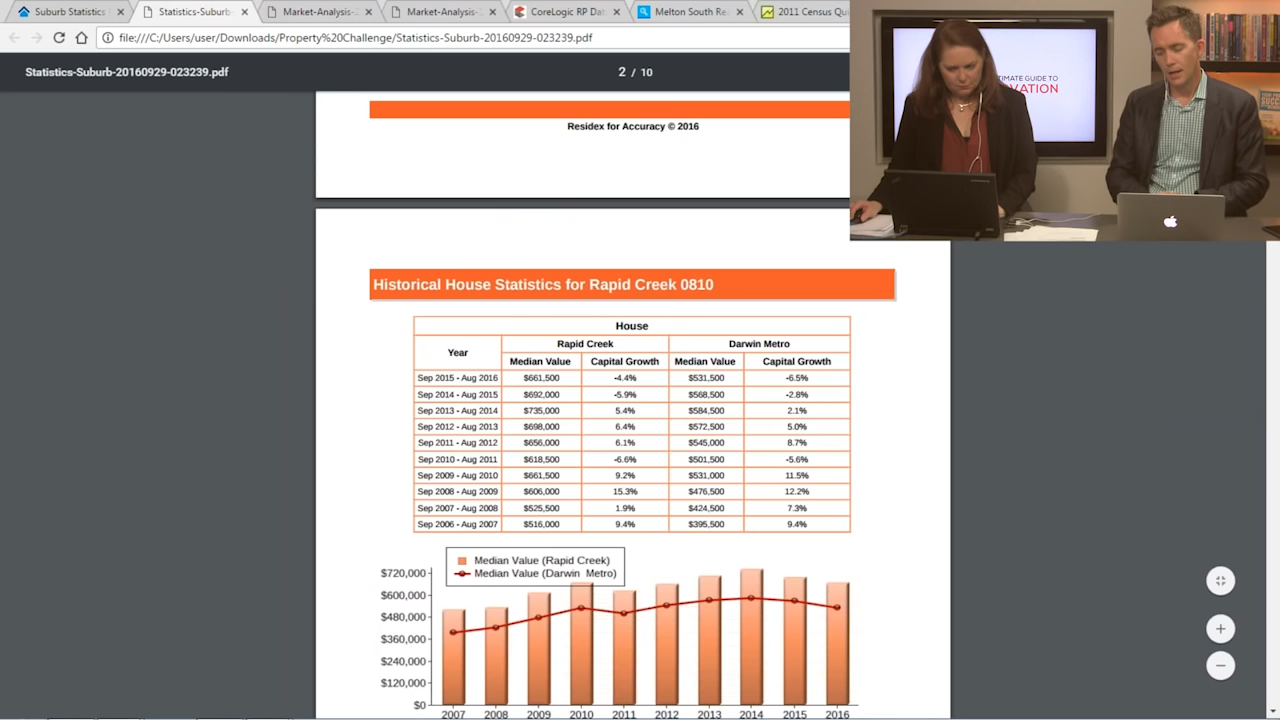 Suburb Statistics
Statistics-Suburb-
Market-Analysis-
Market-Analysis-
CoreLogic RP Da
Melton South Re
2011 Census Qu
file:///C:/Users/user/Downloads/Property%20Challenge/Statistics-Suburb-20160929-023239.pdf
Statistics-Suburb-20160929-023239.pdf
2 / 10
TIMATE GUIDE TO
VATION
Residex for Accuracy © 2016
Historical House Statistics for Rapid Creek 0810
House
Year Rapid Creek Darwin Metro
Median Value Capital Growth Median Value Capital Growth
Sep 2015 - Aug 2016 $661,500 -4.4% $531,500 -6.5%
Sep 2014 - Aug 2015 $692,000 -5.9% $568,500 -2.8%
Sep 2013 - Aug 2014 $735,000 5.4% $584,500 2.1%
Sep 2012 - Aug 2013 $698,000 6.4% $572,500 5.0%
Sep 2011 - Aug 2012 $656,000 6.1% $545,000 8.7%
Sep 2010 - Aug 2011 $618,500 -6.6% $501,500 -5.6%
Sep 2009 - Aug 2010 $661,500 9.2% $531,000 11.5%
Sep 2008 - Aug 2009 $606,000 15.3% $476,500 12.2%
Sep 2007 - Aug 2008 $525,500 1.9% $424,500 7.3%
Sep 2006 - Aug 2007 $516,000 9.4% $395,500 9.4%
Median Value (Rapid Creek)
Median Value (Darwin Metro)
$720,000
$600,000
$480,000
$360,000
$240,000
$120,000
$0
2007 2008 2009 2010 2011 2012 2013 2014 2015 2016